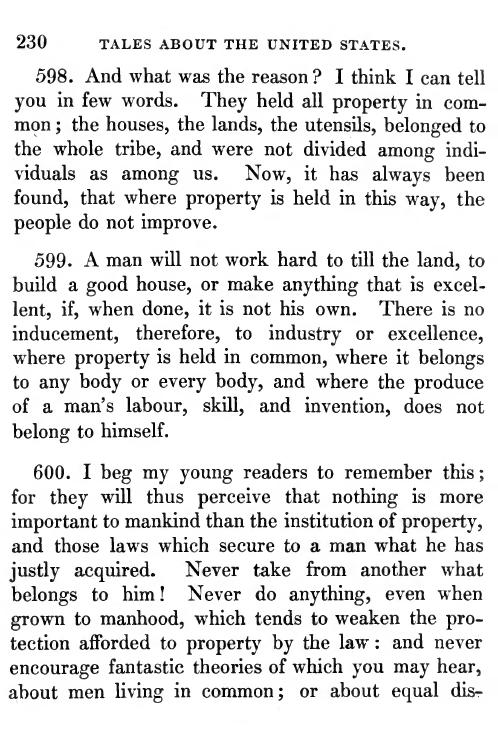 230 TALES ABOUT THE UNITED STATES.
598. And what was the reason? I think I can tell
you in few words. They held all property in com-
mon; the houses, the lands, the utensils, belonged to
the whole tribe, and were not divided among indi-
viduals as among us. Now, it has always been
found, that where property is held in this way, the
people do not improve.
599. A man will not work hard to till the land, to
build a good house, or make anything that is excel-
lent, if, when done, it is not his own. There is no
inducement, therefore, to industry or excellence,
where property is held in common, where it belongs
to any body or every body, and where the produce
of a man's labour, skill, and invention, does not
belong to himself.
600. I beg my young readers to remember this;
for they will thus perceive that nothing is more
important to mankind than the institution of property,
and those laws which secure to a man what he has
justly acquired. Never take from another what
belongs to him! Never do anything, even when
grown to manhood, which tends to weaken the pro-
tection afforded to property by the law: and never
encourage fantastic theories of which you may hear,
about men living in common; or about equal dis-